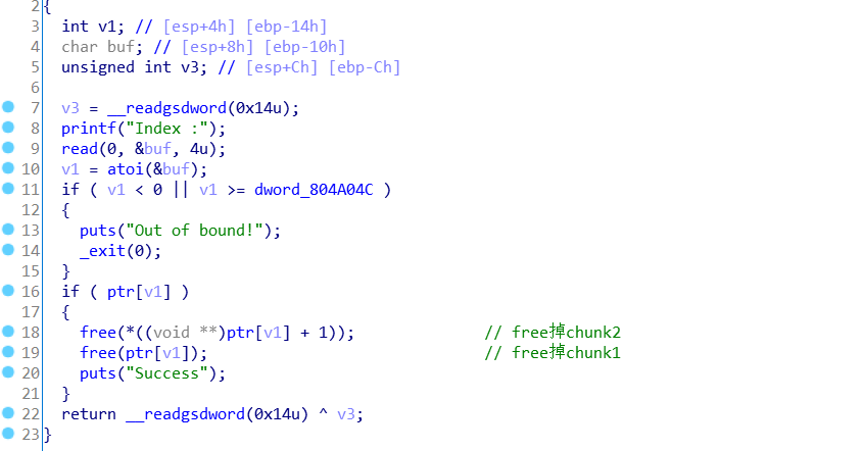 2 {
3 int v1; // [esp+4h] [ebp-14h]
4 char buf; // [esp+8h] [ebp-10h]
5 unsigned int v3; // [esp+Ch] [ebp-Ch]
6
7 v3 = __readgsdword(0x14u);
8 printf("Index :");
9 read(0, &buf, 4u);
10 v1 = atoi(&buf);
11 if ( v1 < 0 || v1 >= dword_804A04C )
12 {
13 puts("Out of bound!");
14 _exit(0);
15 }
16 if ( ptr[v1] )
17 {
18 free(*((void **)ptr[v1] + 1)); // free掉chunk2
19 free(ptr[v1]); // free掉chunk1
20 puts("Success");
21 }
22 return __readgsdword(0x14u) ^ v3;
23 }